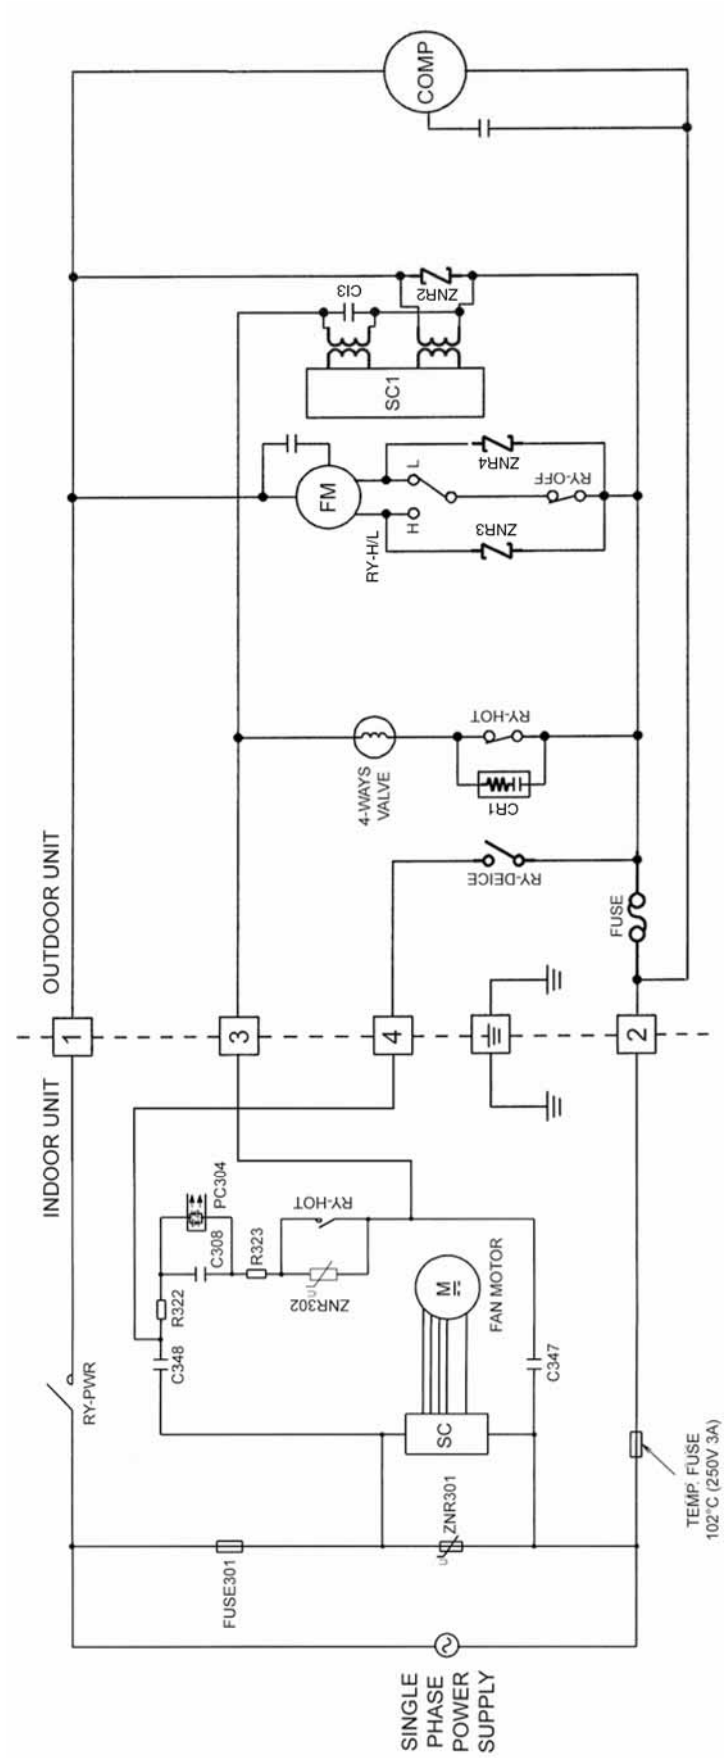 OUTDOOR UNIT
INDOOR UNIT
COMP
ZNR2
CI3
SC1
FM
L
H
RY-H/L
ZNR4
ZNR3
RY-OFF
4-WAYS
VALVE
RY-HOT
CR1
RY-DEICE
FUSE
1
3
4
2
PC304
C308
R323
R322
C348
RY-HOT
ZNR302
U
M
FAN MOTOR
C347
SC
RY-PWR
FUSE301
ZNR301
U
TEMP. FUSE
102°C (250V 3A)
SINGLE
PHASE
POWER
SUPPLY